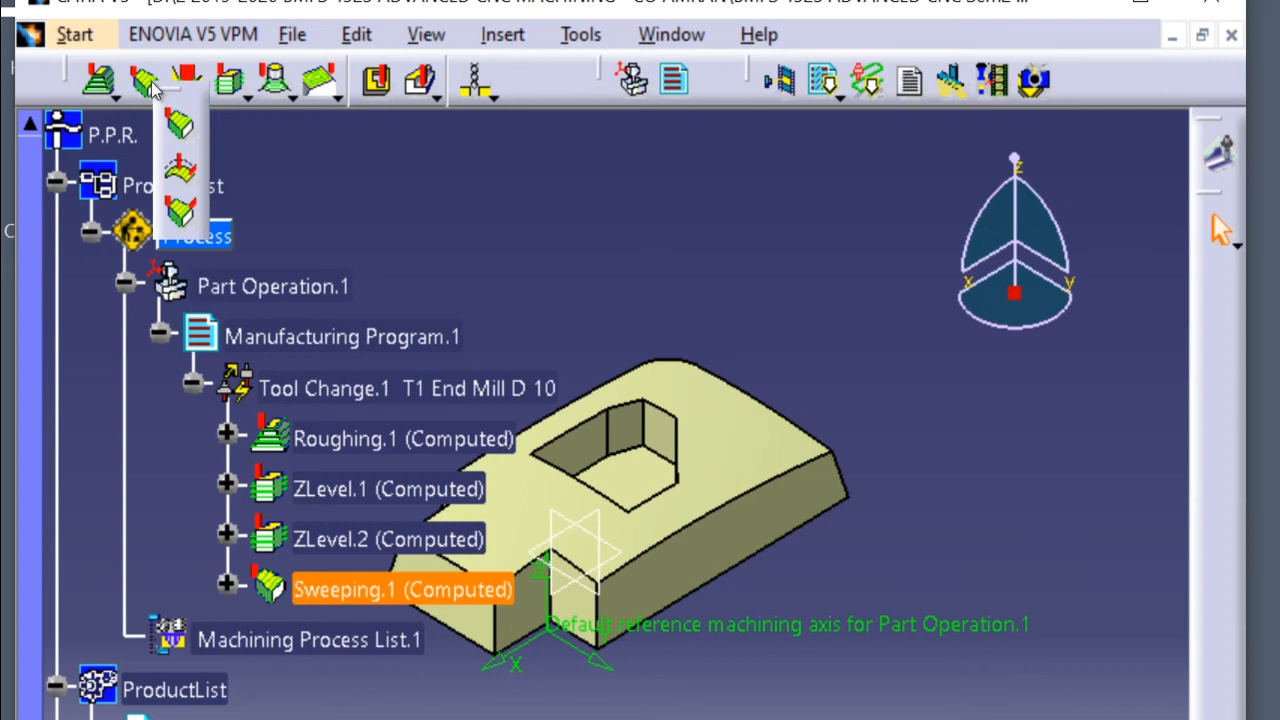 Start ENOVIA V5 VPM File Edit View Insert Tools Window Help
P.P.R.
Process
Part Operation.1
Manufacturing Program.1
Tool Change.1 T1 End Mill D 10
Roughing.1 (Computed)
ZLevel.1 (Computed)
ZLevel.2 (Computed)
Sweeping.1 (Computed)
Default reference machining axis for Part Operation.1
Machining Process List.1
ProductList
z
x
y
X